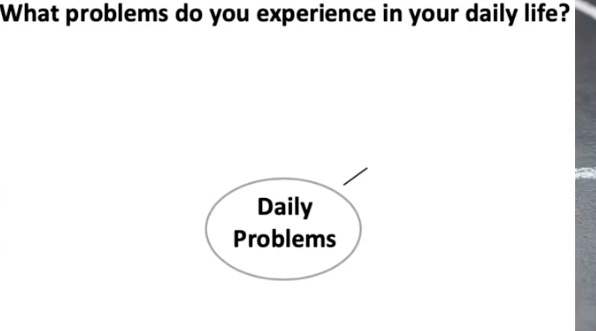 What problems do you experience in your daily life?
Daily
Problems